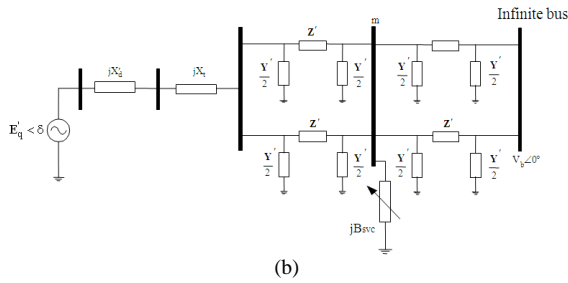 Infinite bus
m
Z'
jX'd
jXt
Y'/2
Y'/2
Y'/2
Y'/2
E'q < δ
Z'
Z'
Y'/2
Y'/2
Y'/2
Y'/2
Vb∠0°
jBsvc
(b)